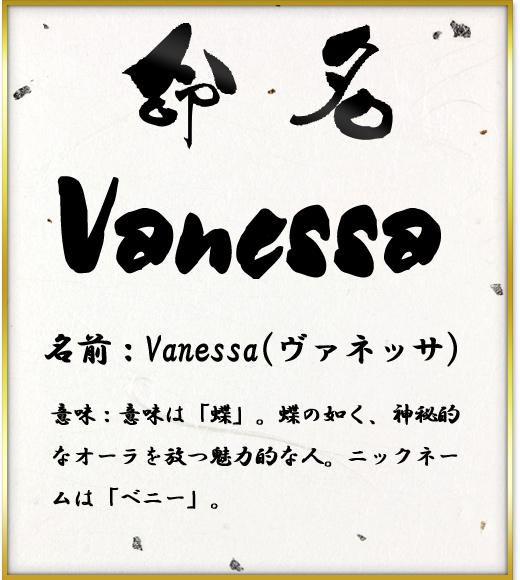 命名
Vanessa
名前：Vanessa(ヴァネッサ)
意味：意味は「蝶」。蝶の如く、神秘的
なオーラを放つ魅力的な人。ニックネー
ムは「ベニー」。